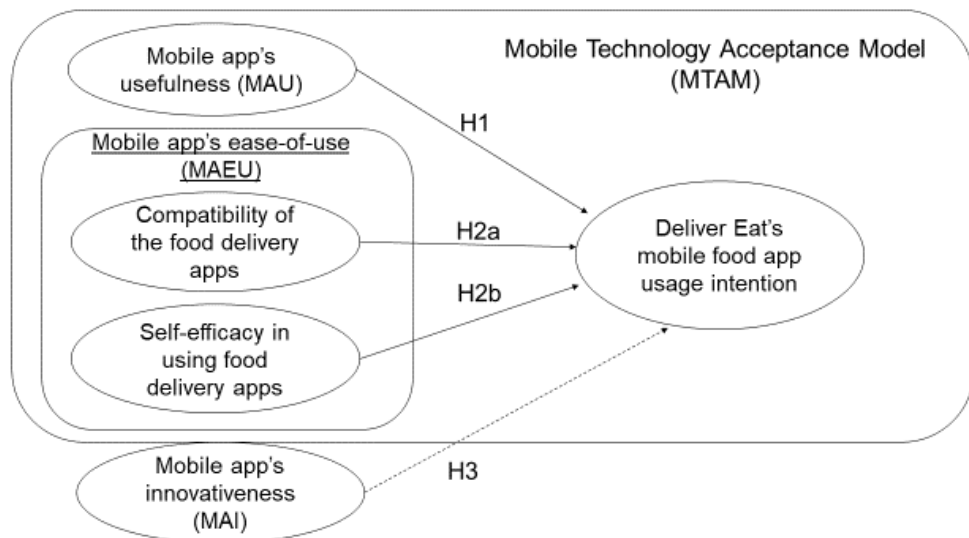 Mobile app's
usefulness (MAU)
Mobile Technology Acceptance Model
(MTAM)
H1
Mobile app's ease-of-use
(MAEU)
Compatibility of
the food delivery
apps
H2a
Deliver Eat's
mobile food app
usage intention
H2b
Self-efficacy in
using food
delivery apps
Mobile app's
innovativeness
(MAI)
H3